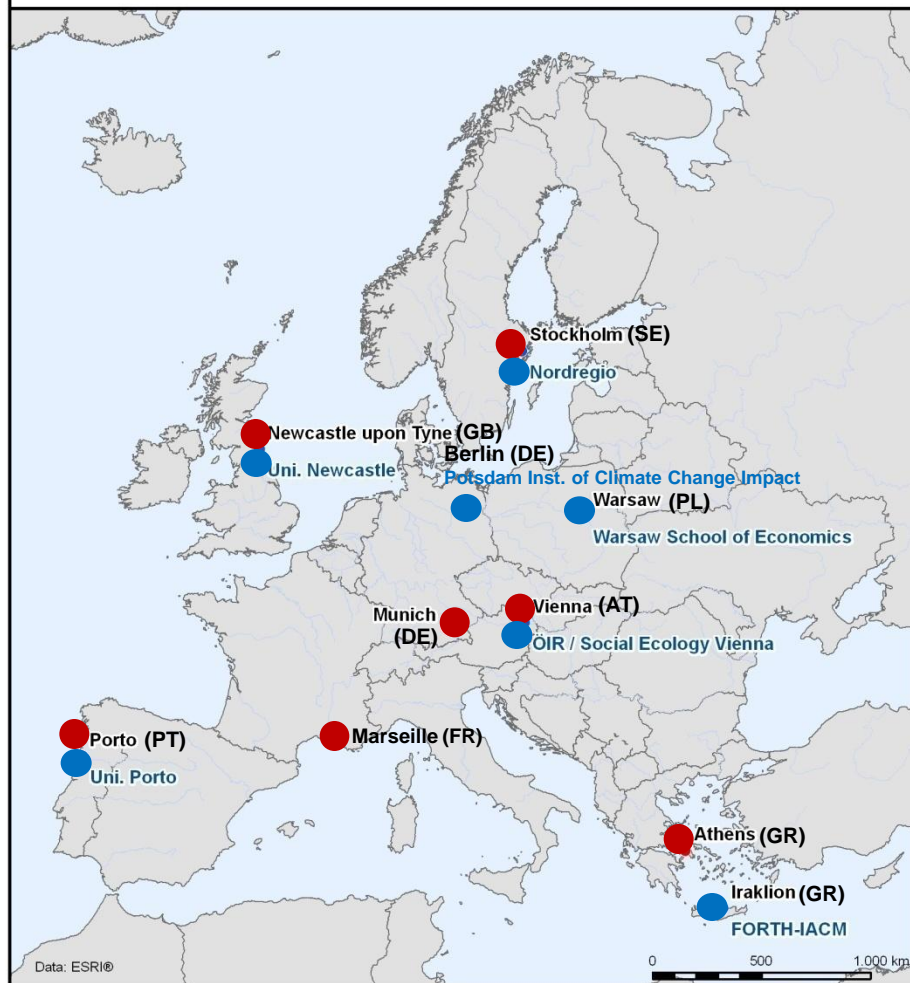 Stockholm (SE)
Nordregio
Newcastle upon Tyne (GB)
Uni. Newcastle
Berlin (DE)
Potsdam Inst. of Climate Change Impact
Warsaw (PL)
Warsaw School of Economics
Munich
(DE)
Vienna (AT)
ÖIR / Social Ecology Vienna
Porto (PT)
Uni. Porto
Marseille (FR)
Athens (GR)
Iraklion (GR)
FORTH-IACM
Data: ESRI®
0 500 1.000 km